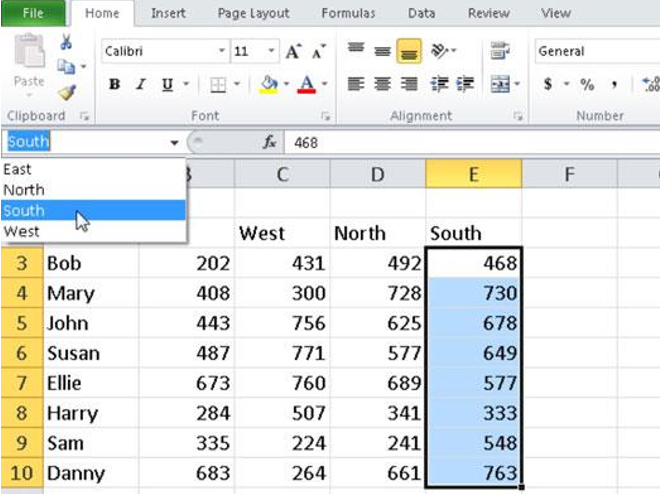 File Home Insert Page Layout Formulas Data Review View
Calibri 11 A A General
Paste B I U A $ % ,
Clipboard Font Alignment Number
South fx 468
East
North
South
West
C D E F
West North South
3 Bob 202 431 492 468
4 Mary 408 300 728 730
5 John 443 756 625 678
6 Susan 487 771 577 649
7 Ellie 673 760 689 577
8 Harry 284 507 341 333
9 Sam 335 224 241 548
10 Danny 683 264 661 763